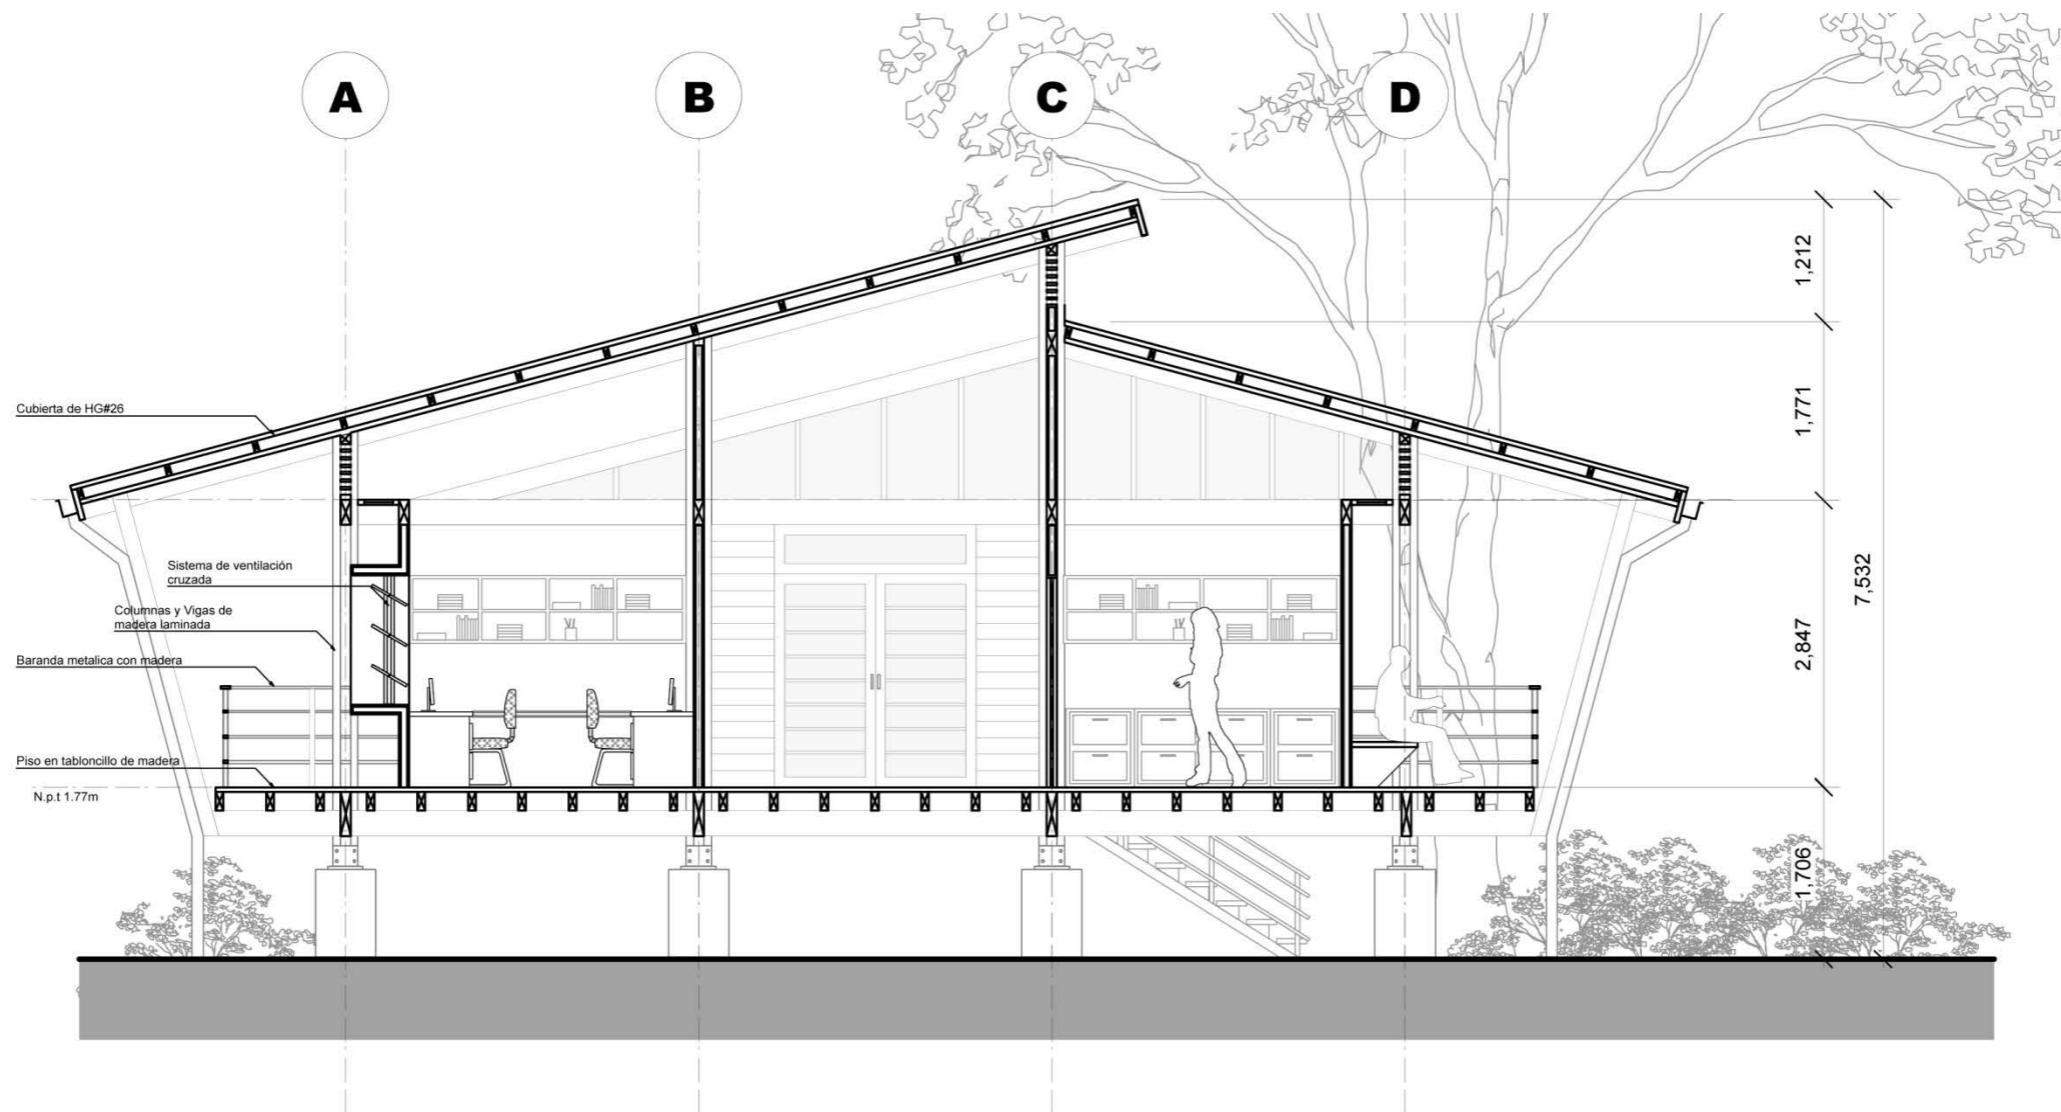 A
B
C
D
1,212
Cubierta de HG#26
1,771
Sistema de ventilación
cruzada
7,532
Columnas y Vigas de
madera laminada
2,847
Baranda metalica con madera
Piso en tabloncillo de madera
N.p.t 1.77m
1,706